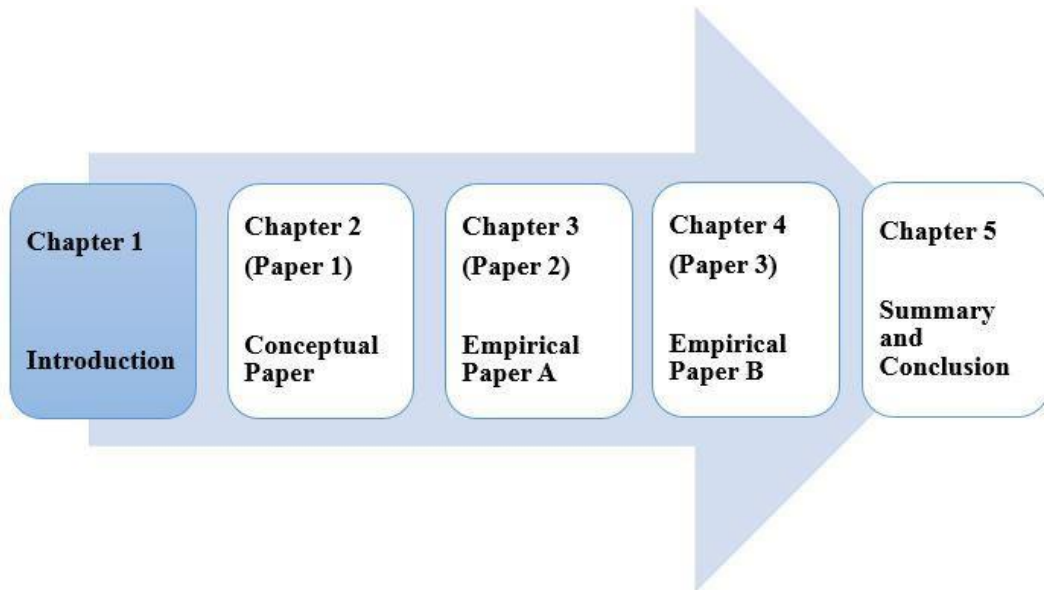 Chapter 1
Introduction
Chapter 2
(Paper 1)
Conceptual
Paper
Chapter 3
(Paper 2)
Empirical
Paper A
Chapter 4
(Paper 3)
Empirical
Paper B
Chapter 5
Summary
and
Conclusion